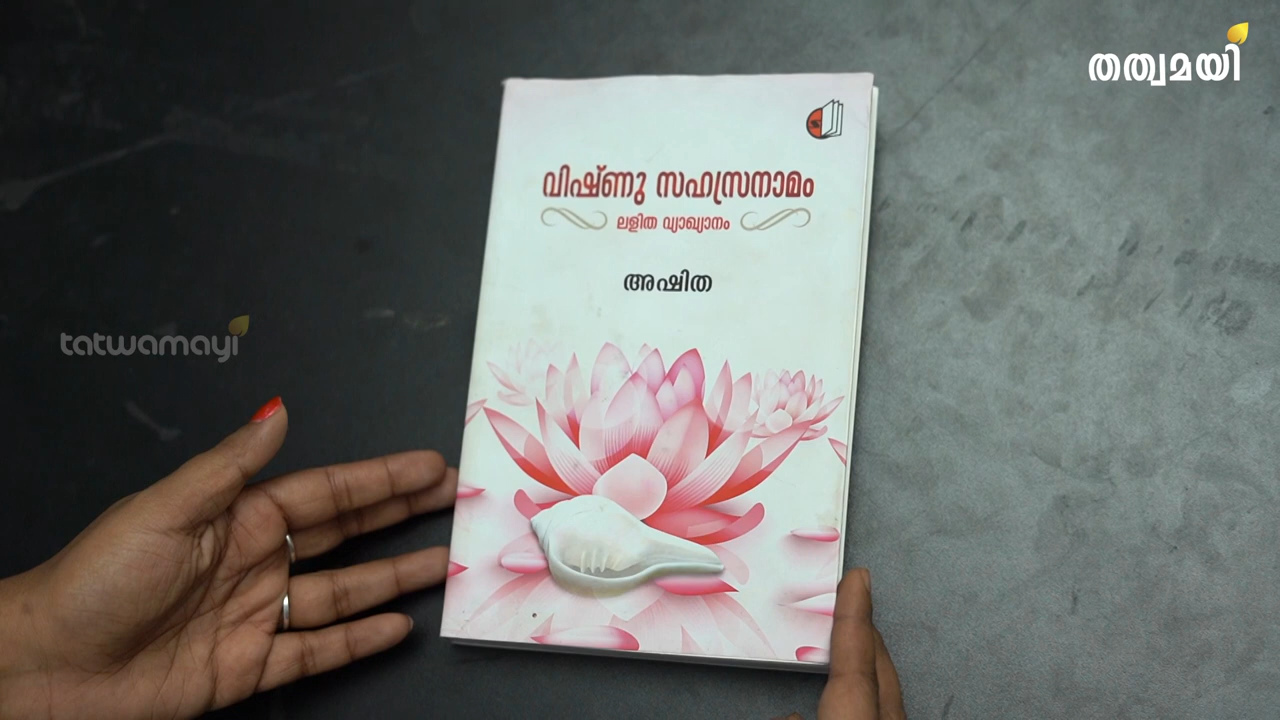 തത്വമയി
വിഷ്ണു സഹസ്രനാമം
ലളിത വ്യാഖ്യാനം
അഷിത
tatwamayi